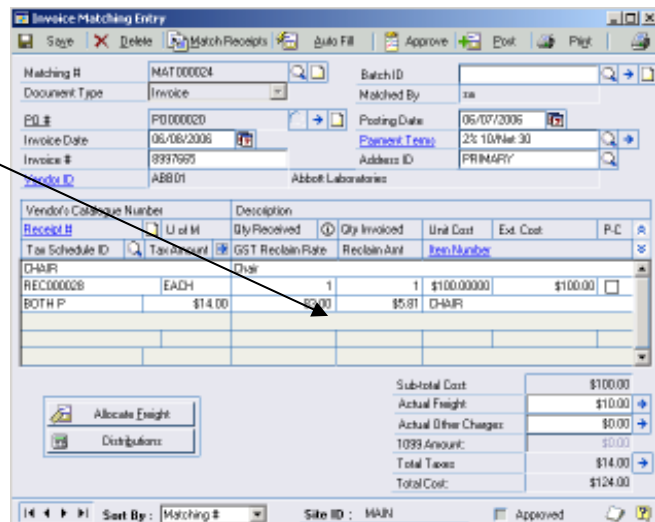 Invoice Matching Entry
Save Delete Match Receipts Auto Fill Approve Post Print
Matching # MAT000024 Batch ID
Document Type Invoice Matched By sa
PO # PO000020 Posting Date 06/07/2006
Invoice Date 06/08/2006 Payment Terms 2% 10/Net 30
Invoice # 8997665 Address ID PRIMARY
Vendor ID ABB01 Abbott Laboratories
Vendor's Catalogue Number Description
Receipt # U of M Qty Received Qty Invoiced Unit Cost Ext. Cost P-C
Tax Schedule ID Tax Amount GST Reclaim Rate Reclaim Amt Item Number
CHAIR Chair
REC000028 EACH 1 1 $100.00000 $100.00
BOTH P $14.00 $5.81 CHAIR
Sub-total Cost $100.00
Allocate Freight Actual Freight $10.00
Actual Other Charges: $0.00
Distributions 1099 Amount: $0.00
Total Taxes $14.00
Total Cost: $124.00
Sort By : Matching # Site ID : MAIN Approved